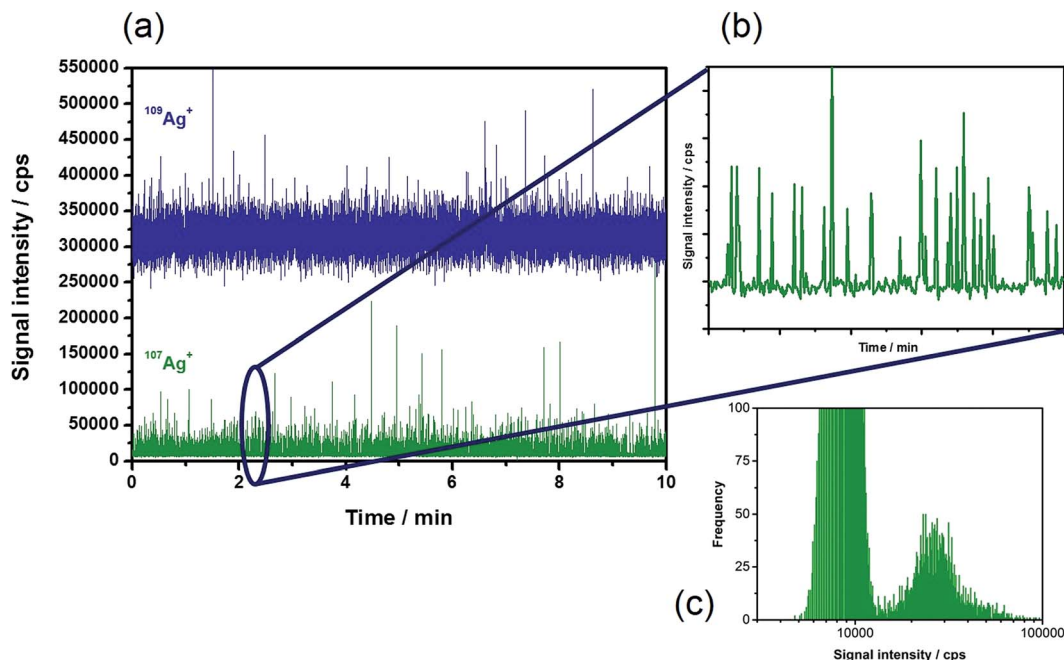 (a)
Signal intensity / cps
550000
500000
450000
400000
350000
300000
250000
200000
150000
100000
50000
0
¹⁰⁹Ag⁺
¹⁰⁷Ag⁺
0 2 4 6 8 10
Time / min
(b)
Signal intensity / cps
Time / min
(c)
Frequency
100
75
50
25
0
10000 100000
Signal intensity / cps